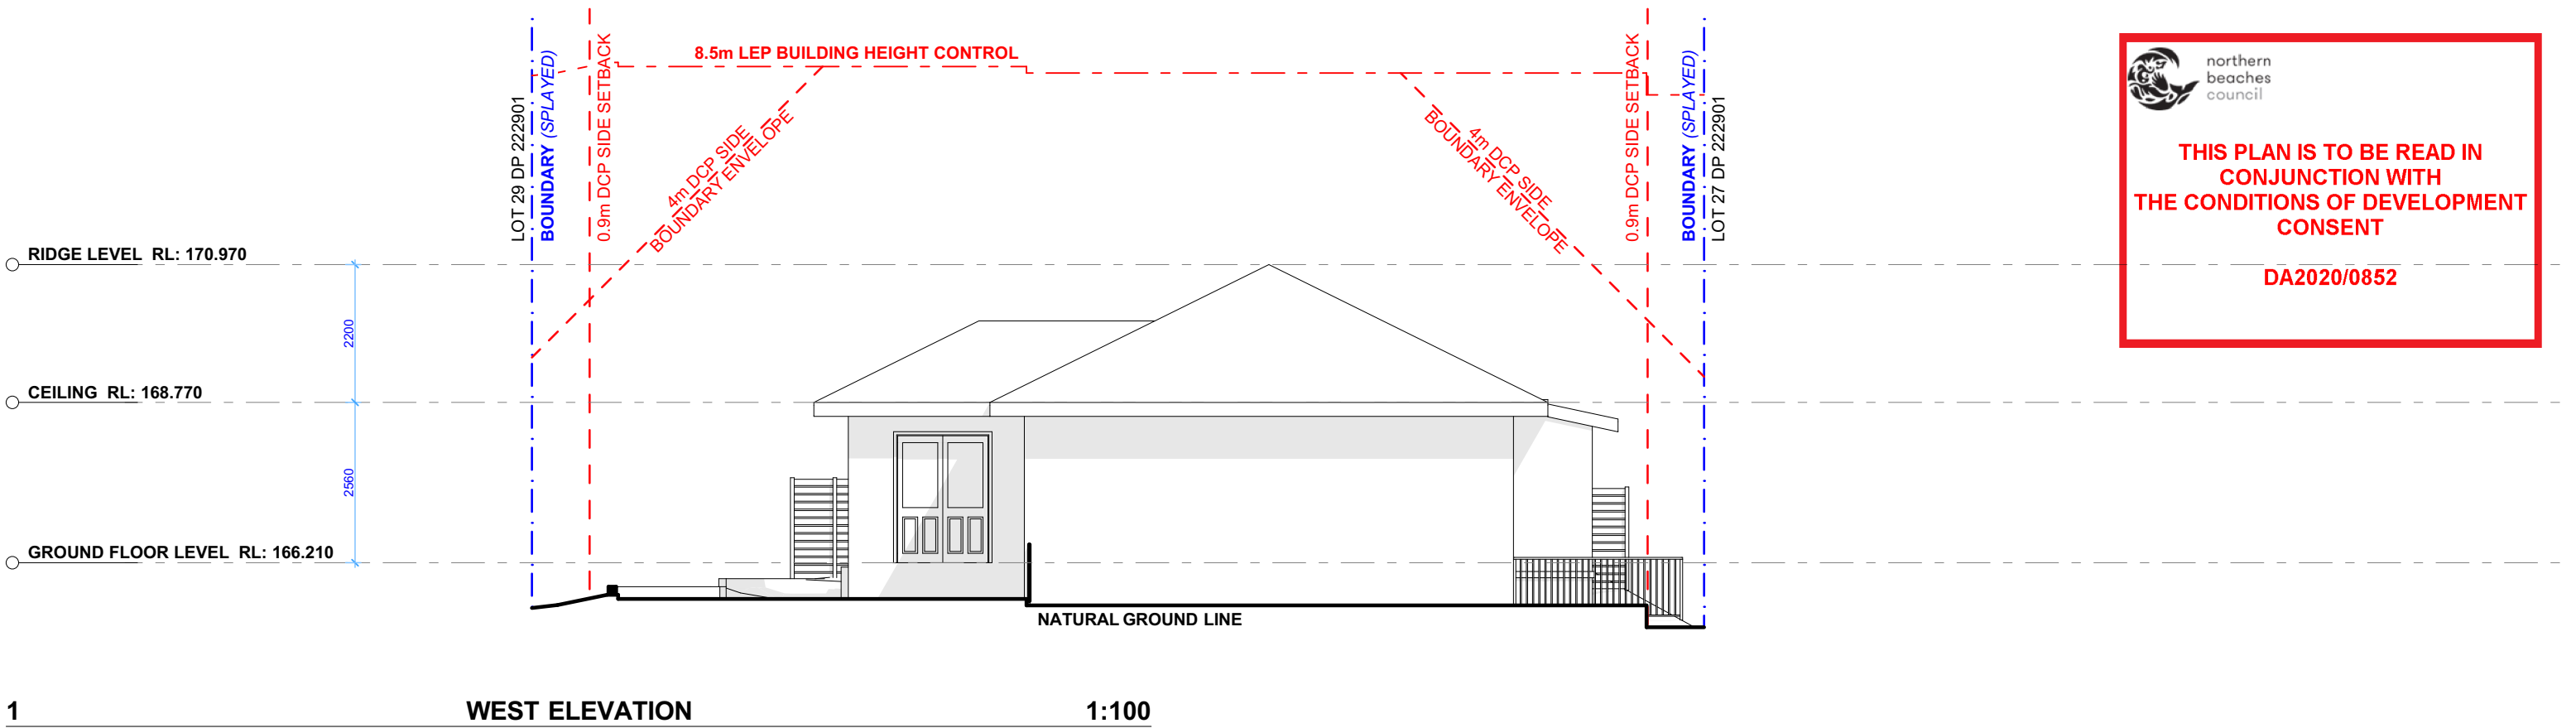 8.5m LEP BUILDING HEIGHT CONTROL
LOT 29 DP 222901
BOUNDARY (SPLAYED)
0.9m DCP SIDE SETBACK
4m DCP SIDE
BOUNDARY ENVELOPE
4m DCP SIDE
BOUNDARY ENVELOPE
0.9m DCP SIDE SETBACK
BOUNDARY (SPLAYED)
LOT 27 DP 222901
northern
beaches
council
THIS PLAN IS TO BE READ IN
CONJUNCTION WITH
THE CONDITIONS OF DEVELOPMENT
CONSENT
DA2020/0852
RIDGE LEVEL RL: 170.970
2200
CEILING RL: 168.770
2560
GROUND FLOOR LEVEL RL: 166.210
NATURAL GROUND LINE
1 WEST ELEVATION 1:100